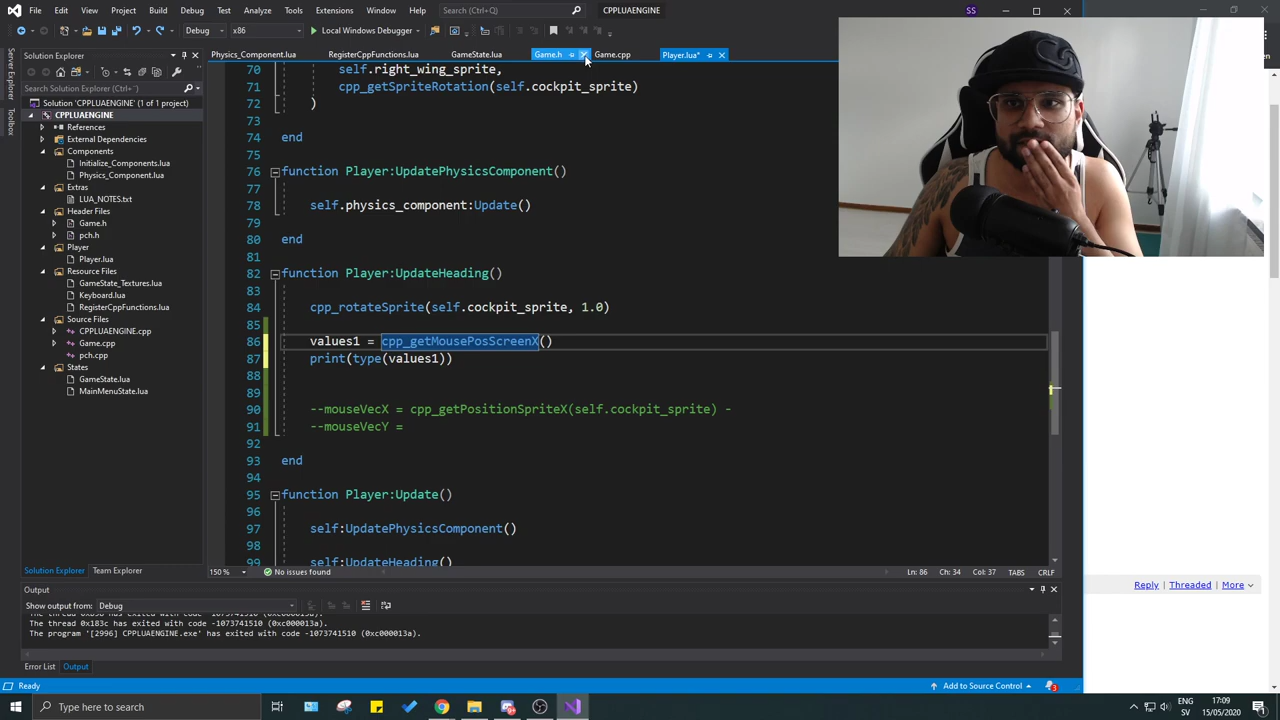 File Edit View Project Build Debug Test Analyze Tools Extensions Window Help Search (Ctrl+Q) CPPLUAENGINE SS
Debug x86 Local Windows Debugger
Server Explorer
Toolbox
Solution Explorer
Search Solution Explorer (Ctrl+')
Solution 'CPPLUAENGINE' (1 of 1 project)
CPPLUAENGINE
References
External Dependencies
Components
Initialize_Components.lua
Physics_Component.lua
Extras
LUA_NOTES.txt
Header Files
Game.h
pch.h
Player
Player.lua
Resource Files
GameState_Textures.lua
Keyboard.lua
RegisterCppFunctions.lua
Source Files
CPPLUAENGINE.cpp
Game.cpp
pch.cpp
States
GameState.lua
MainMenuState.lua
Solution Explorer Team Explorer
Physics_Component.lua RegisterCppFunctions.lua GameState.lua Game.h Game.cpp Player.lua*
70 self.right_wing_sprite,
71 cpp_getSpriteRotation(self.cockpit_sprite)
72 )
73
74 end
75
76 function Player:UpdatePhysicsComponent()
77
78 self.physics_component:Update()
79
80 end
81
82 function Player:UpdateHeading()
83
84 cpp_rotateSprite(self.cockpit_sprite, 1.0)
85
86 values1 = cpp_getMousePosScreenX()
87 print(type(values1))
88
89
90 --mouseVecX = cpp_getPositionSpriteX(self.cockpit_sprite) -
91 --mouseVecY =
92
93 end
94
95 function Player:Update()
96
97 self:UpdatePhysicsComponent()
98
99 self:UpdateHeading()
150 % No issues found Ln: 86 Ch: 34 Col: 37 TABS CRLF
Output
Show output from: Debug
The thread 0x183c has exited with code -1073741510 (0xc000013a).
The program '[2996] CPPLUAENGINE.exe' has exited with code -1073741510 (0xc000013a).
Error List Output
Ready Add to Source Control 3
Reply | Threaded | More
Type here to search
ENG
SV
17:09
15/05/2020
1